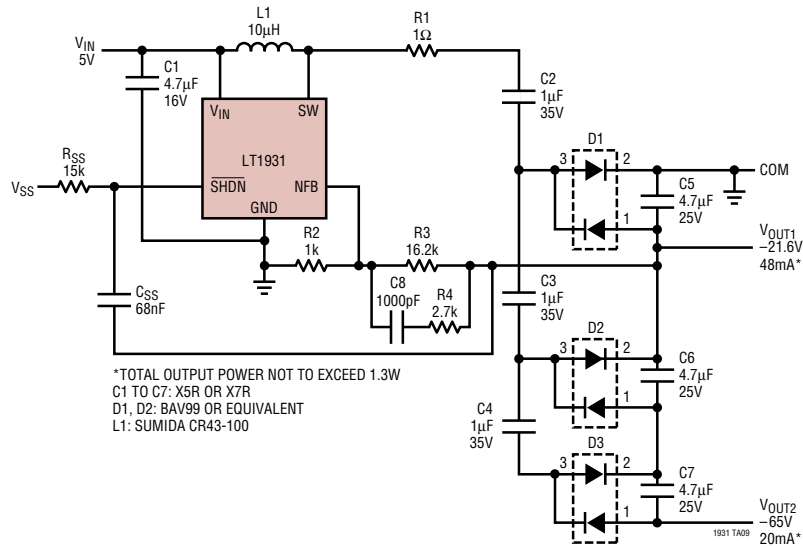 L1
10µH
R1
1Ω
VIN
5V
C1
4.7µF
16V
C2
1µF
35V
VIN
SW
D1
RSS
15k
LT1931
3
2
COM
VSS
SHDN
NFB
C5
4.7µF
25V
GND
1
VOUT1
–21.6V
48mA*
R2
1k
R3
16.2k
C8
1000pF
R4
2.7k
C3
1µF
35V
CSS
68nF
D2
3
2
C6
4.7µF
25V
1
*TOTAL OUTPUT POWER NOT TO EXCEED 1.3W
C1 TO C7: X5R OR X7R
D1, D2: BAV99 OR EQUIVALENT
L1: SUMIDA CR43-100
C4
1µF
35V
D3
3
2
C7
4.7µF
25V
1
VOUT2
–65V
20mA*
1931 TA09